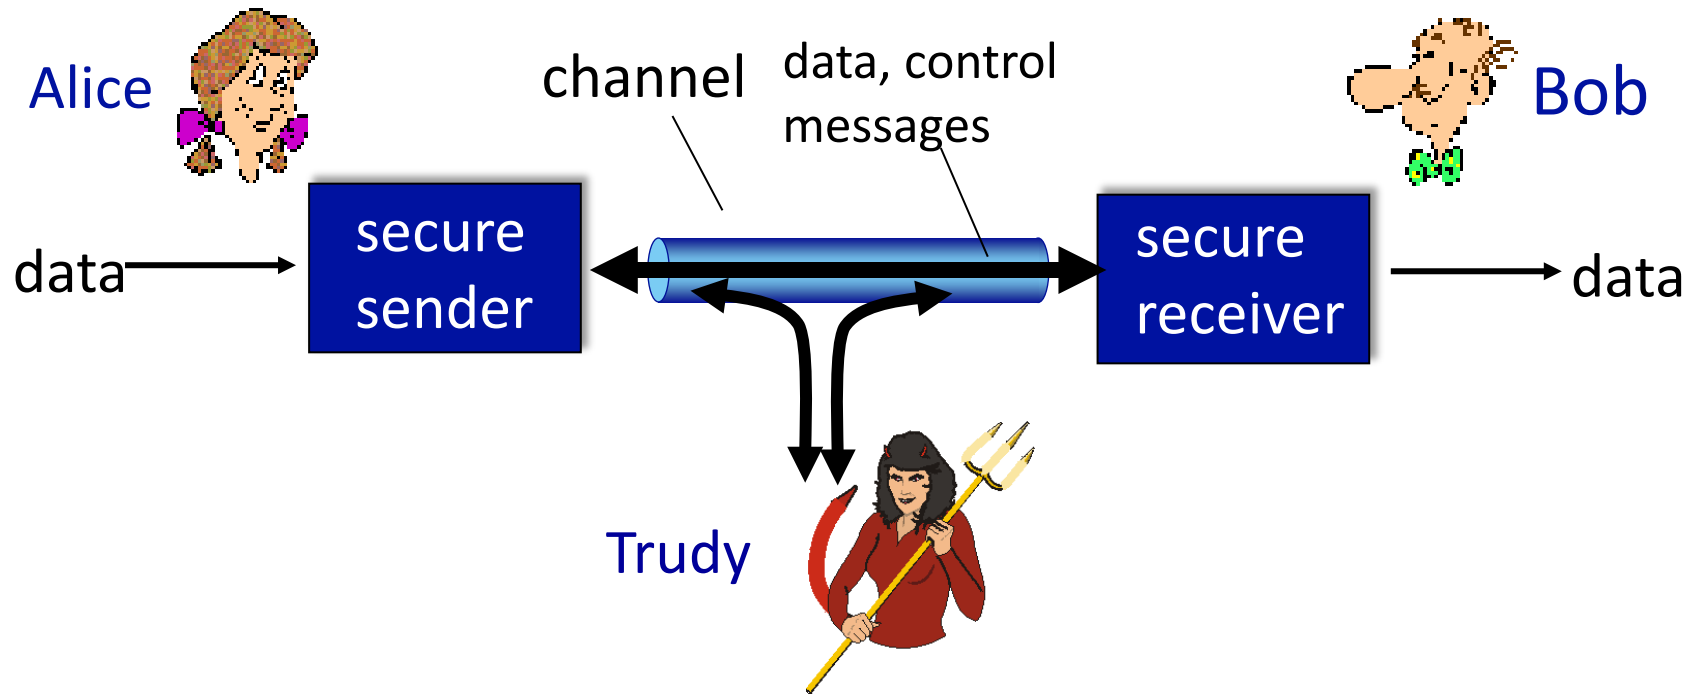 Alice
channel
data, control
messages
Bob
data
secure
sender
secure
receiver
data
Trudy